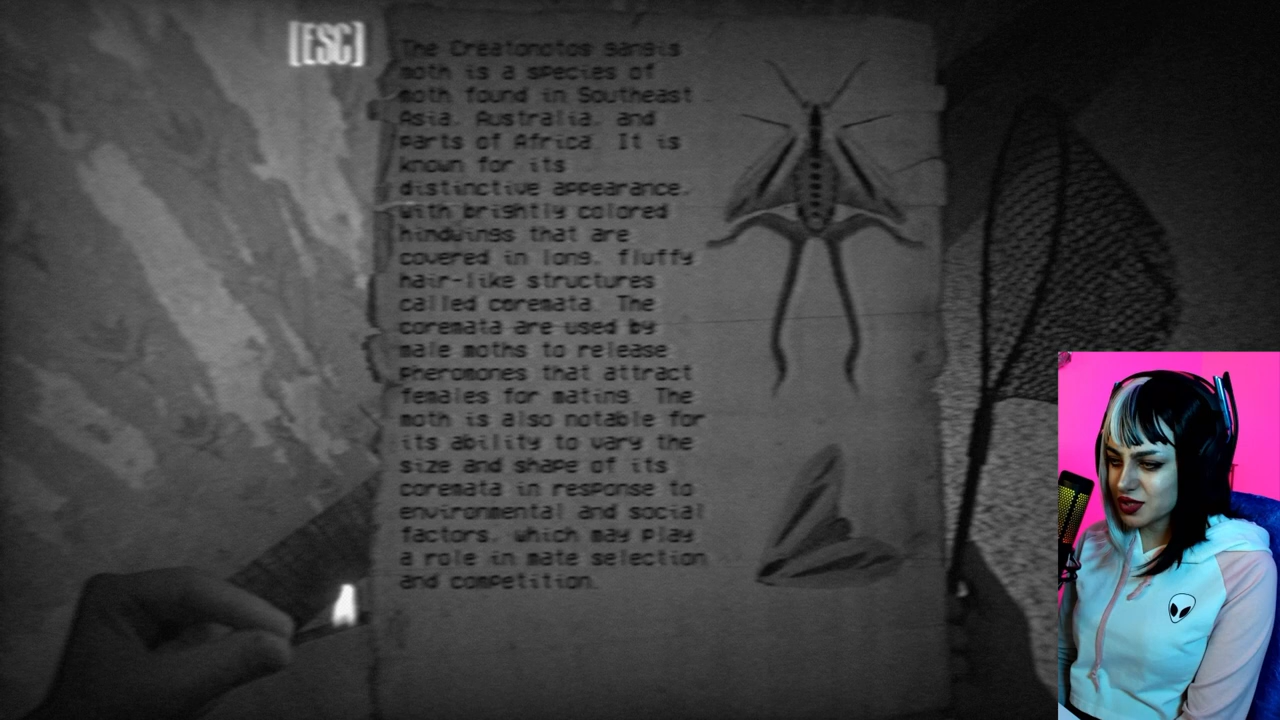 [ESC]
The Creatonotos gangis
moth is a species of
moth found in Southeast
Asia, Australia, and
parts of Africa. It is
known for its
distinctive appearance,
with brightly colored
hindwings that are
covered in long, fluffy
hair-like structures
called coremata. The
coremata are used by
male moths to release
pheromones that attract
females for mating. The
moth is also notable for
its ability to vary the
size and shape of its
coremata in response to
environmental and social
factors, which may play
a role in mate selection
and competition.